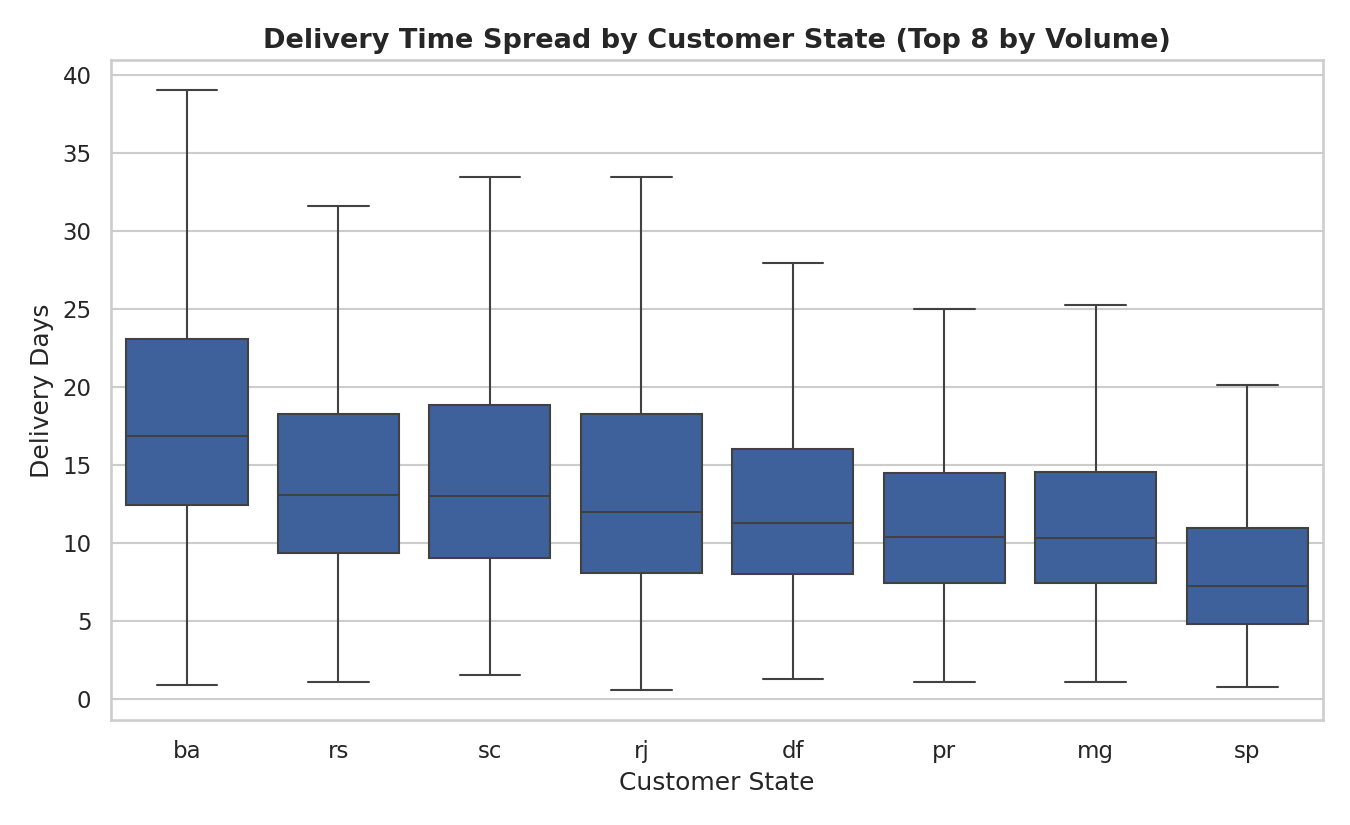 Delivery Time Spread by Customer State (Top 8 by Volume)
40
35
30
25
20
15
10
5
0
Delivery Days
ba rs sc rj df pr mg sp
Customer State